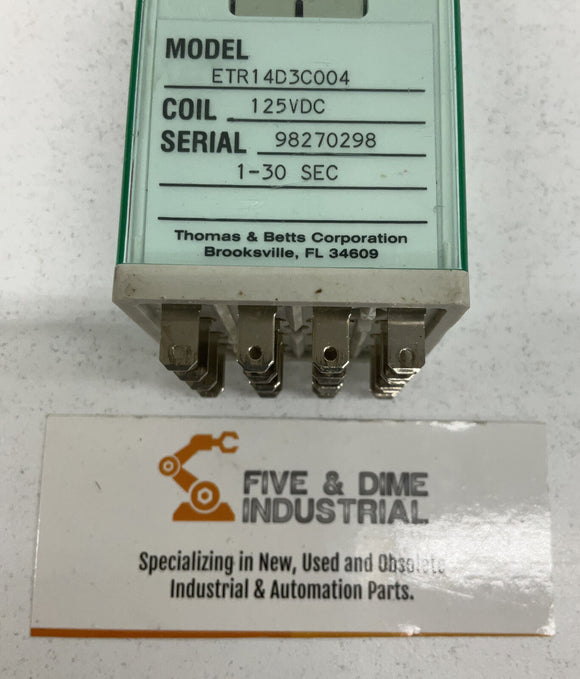 MODEL
ETR14D3C004
COIL 125VDC
SERIAL 98270298
1-30 SEC
Thomas & Betts Corporation
Brooksville, FL 34609
FIVE & DIME
INDUSTRIAL
Specializing in New, Used and Obsolete
Industrial & Automation Parts.